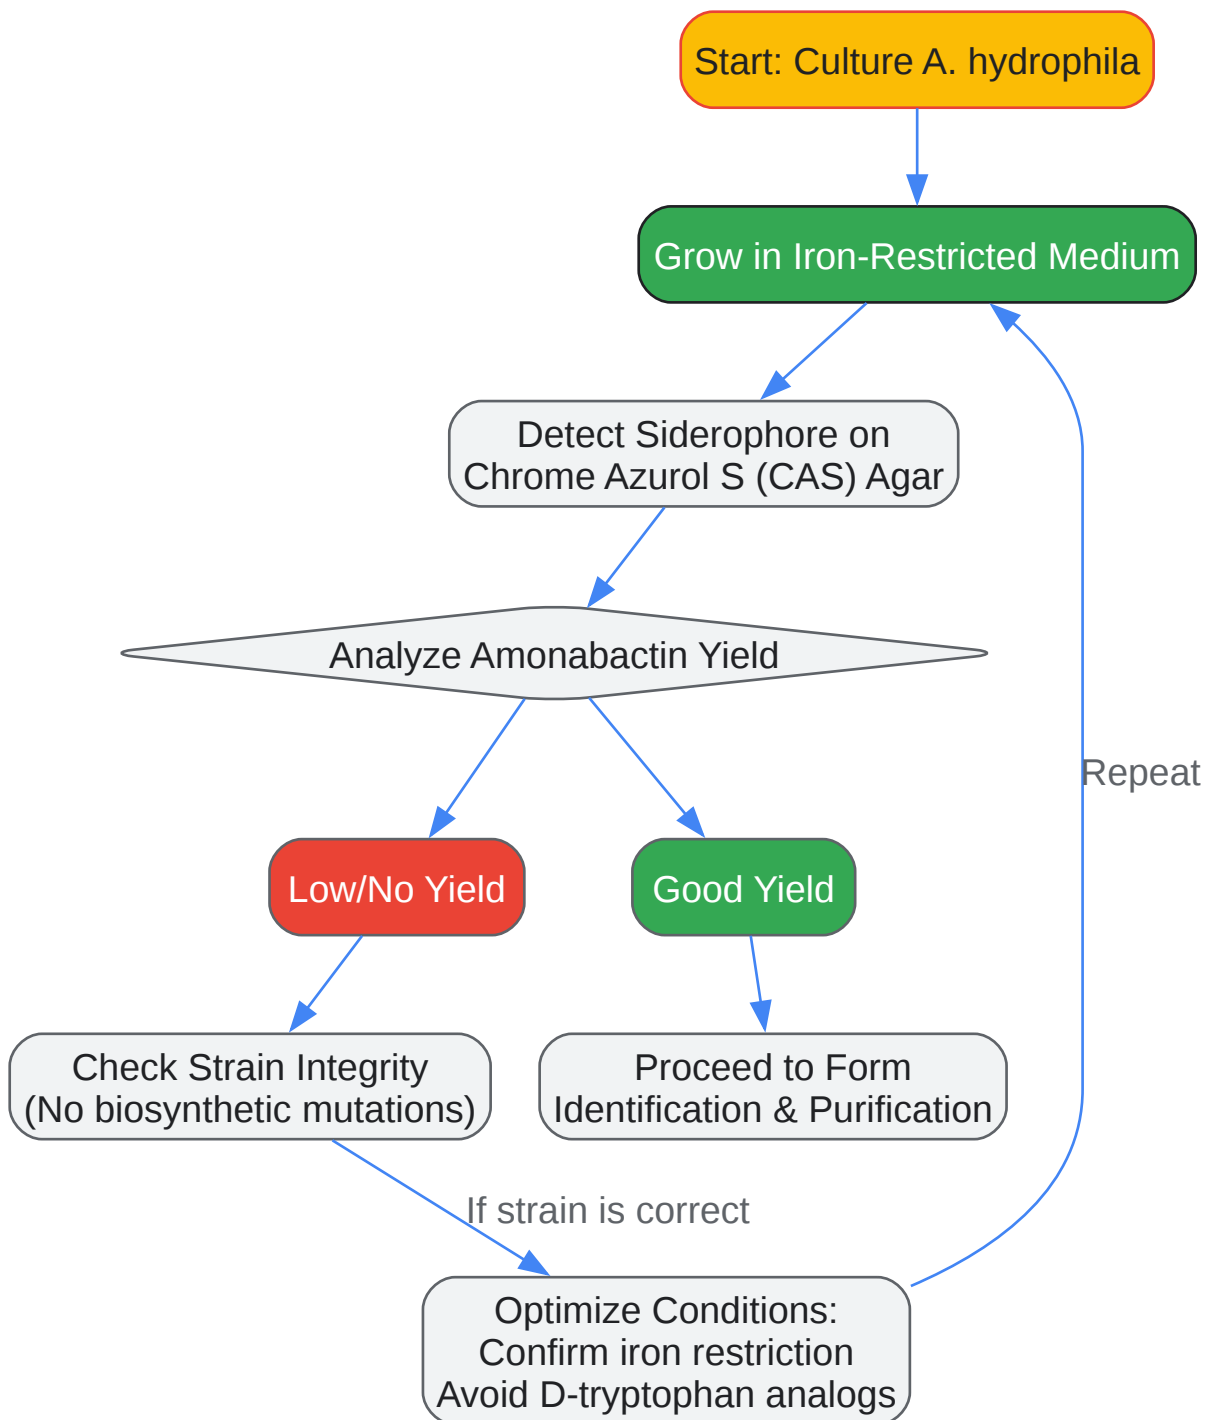 Start: Culture A. hydrophila
Grow in Iron-Restricted Medium
Detect Siderophore on
Chrome Azurol S (CAS) Agar
Analyze Amonabactin Yield
Repeat
Low/No Yield
Good Yield
Check Strain Integrity
(No biosynthetic mutations)
Proceed to Form
Identification & Purification
If strain is correct
Optimize Conditions:
Confirm iron restriction
Avoid D-tryptophan analogs